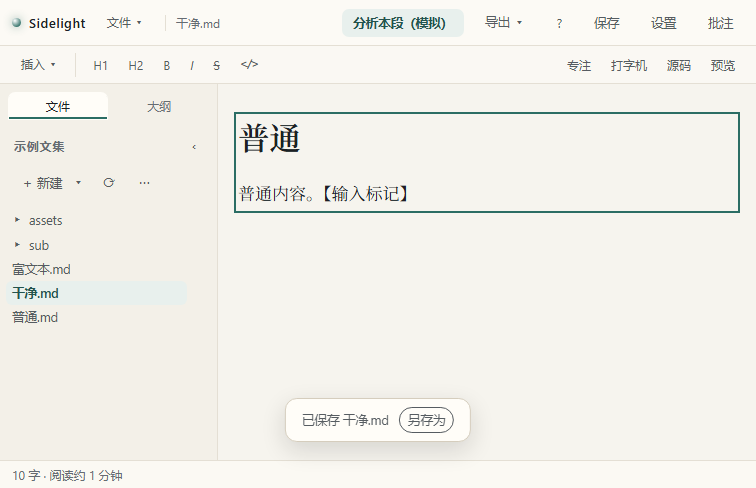 Sidelight 文件 干净.md 分析本段（模拟） 导出 ? 保存 设置 批注
插入 H1 H2 B I S </> 专注 打字机 源码 预览
文件 大纲
示例文集 ‹
+ 新建 ⟳ ···
assets
sub
富文本.md
干净.md
普通.md
普通
普通内容。【输入标记】
已保存 干净.md 另存为
10 字 · 阅读约 1 分钟